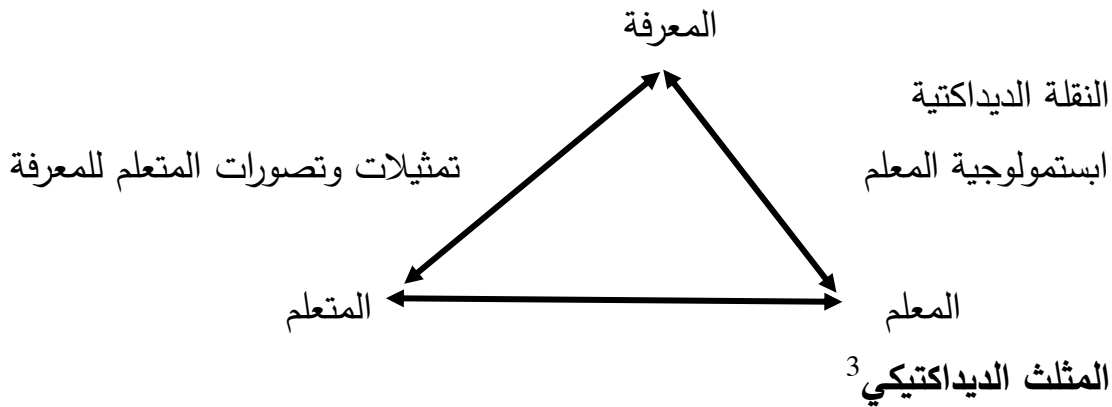 المعرفة
النقلة الديداكتية
ابستمولوجية المعلم
تمثيلات وتصورات المتعلم للمعرفة
المعلم
المتعلم
المثلث الديداكتيكي3